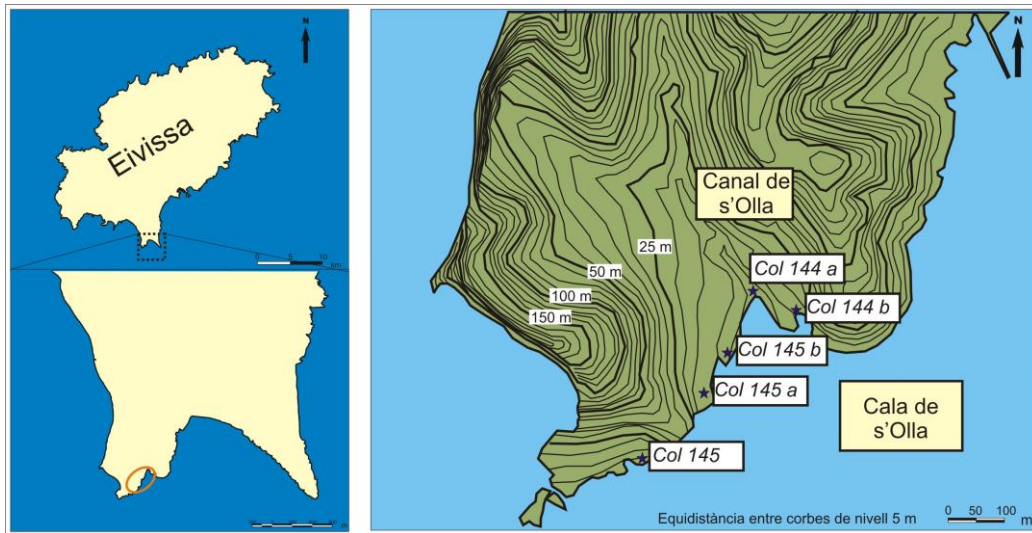 N
Eivissa
0 5 10
km
m
N
Canal de
s'Olla
25 m
50 m
100 m
150 m
Col 144 a
Col 144 b
Col 145 b
Col 145 a
Col 145
Cala de
s'Olla
Equidistància entre corbes de nivell 5 m
0 50 100
m